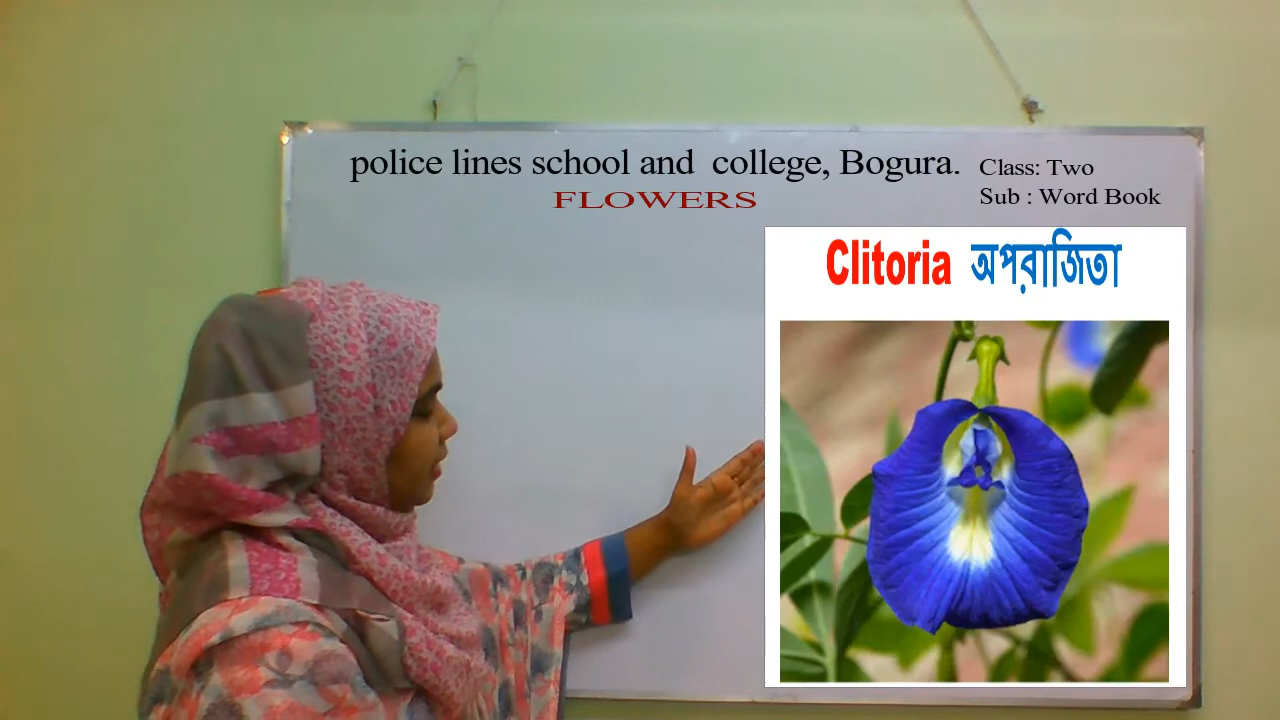 police lines school and college, Bogura.
Class: Two
FLOWERS
Sub : Word Book
Clitoria অপরাজিতা